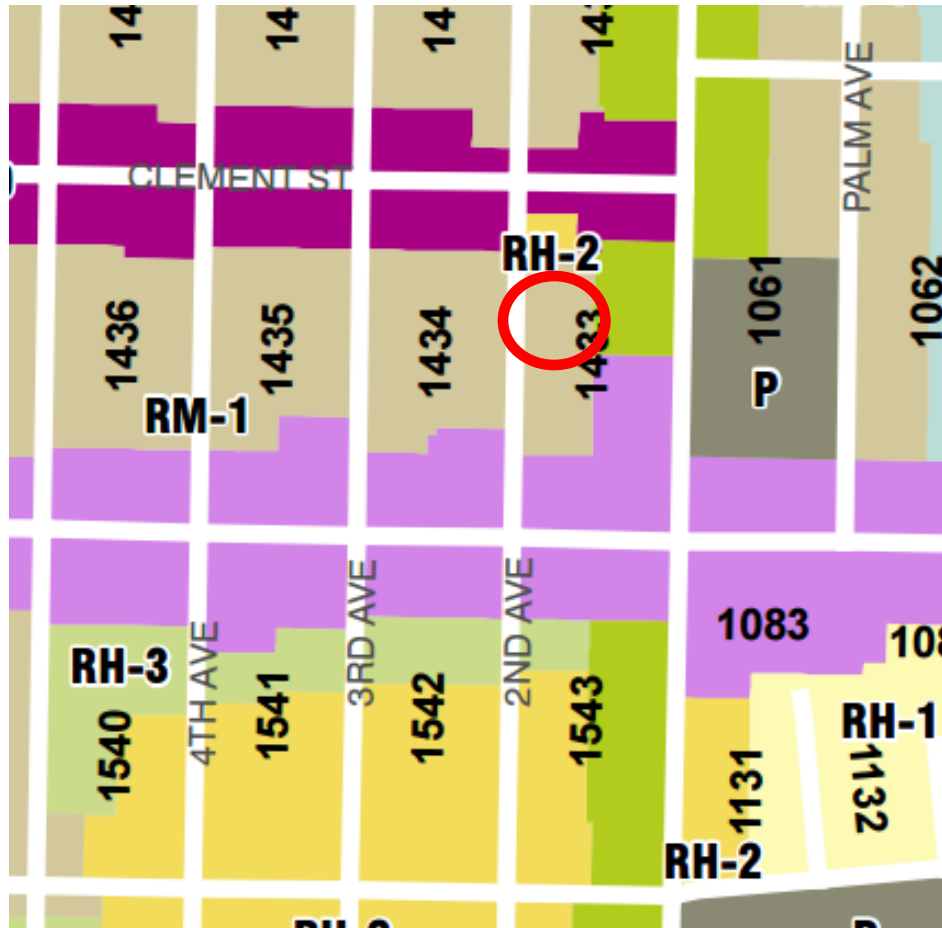 CLEMENT ST
PALM AVE
RH-2
1436
1435
1434
1433
1061
1062
P
RM-1
RH-3
4TH AVE
3RD AVE
2ND AVE
1540
1541
1542
1543
1083
RH-1
1131
1132
RH-2